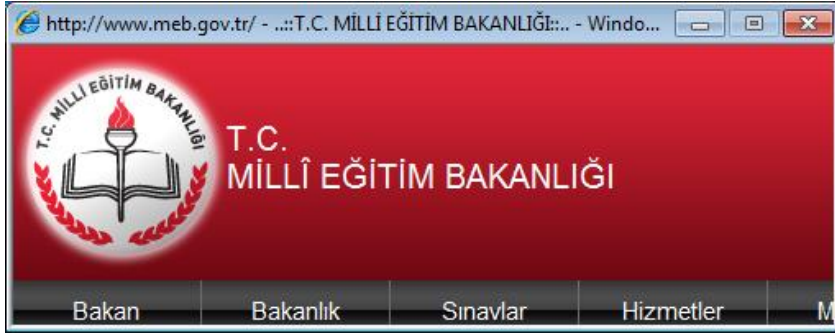 http://www.meb.gov.tr/ - ..::T.C. MİLLİ EĞİTİM BAKANLIĞI::.. - Windo...
T.C. MİLLİ EĞİTİM BAKANLIĞI
T.C.
MİLLÎ EĞİTİM BAKANLIĞI
Bakan Bakanlık Sınavlar Hizmetler M